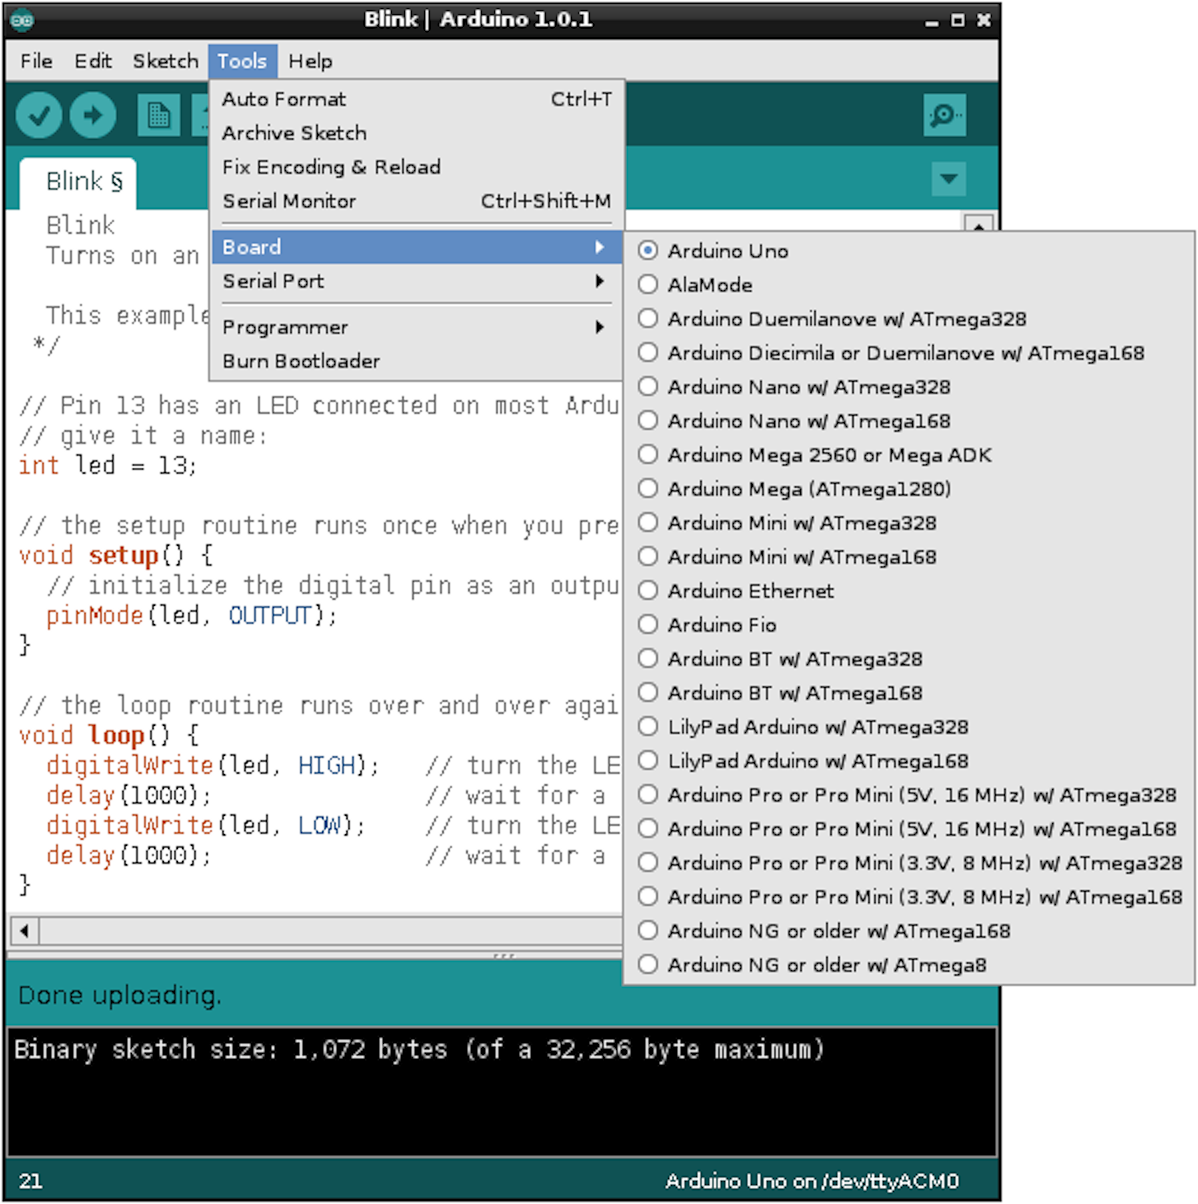 Blink | Arduino 1.0.1
File Edit Sketch Tools Help
Auto Format Ctrl+T
Archive Sketch
Fix Encoding & Reload
Serial Monitor Ctrl+Shift+M
Board
Serial Port
Programmer
Burn Bootloader
Arduino Uno
AlaMode
Arduino Duemilanove w/ ATmega328
Arduino Diecimila or Duemilanove w/ ATmega168
Arduino Nano w/ ATmega328
Arduino Nano w/ ATmega168
Arduino Mega 2560 or Mega ADK
Arduino Mega (ATmega1280)
Arduino Mini w/ ATmega328
Arduino Mini w/ ATmega168
Arduino Ethernet
Arduino Fio
Arduino BT w/ ATmega328
Arduino BT w/ ATmega168
LilyPad Arduino w/ ATmega328
LilyPad Arduino w/ ATmega168
Arduino Pro or Pro Mini (5V, 16 MHz) w/ ATmega328
Arduino Pro or Pro Mini (5V, 16 MHz) w/ ATmega168
Arduino Pro or Pro Mini (3.3V, 8 MHz) w/ ATmega328
Arduino Pro or Pro Mini (3.3V, 8 MHz) w/ ATmega168
Arduino NG or older w/ ATmega168
Arduino NG or older w/ ATmega8
Blink §
Blink
Turns on an
This example
*/
// Pin 13 has an LED connected on most Ardu
// give it a name:
int led = 13;
// the setup routine runs once when you pre
void setup() {
// initialize the digital pin as an outpu
pinMode(led, OUTPUT);
}
// the loop routine runs over and over agai
void loop() {
digitalWrite(led, HIGH); // turn the LE
delay(1000); // wait for a
digitalWrite(led, LOW); // turn the LE
delay(1000); // wait for a
}
Done uploading.
Binary sketch size: 1,072 bytes (of a 32,256 byte maximum)
21 Arduino Uno on /dev/ttyACM0